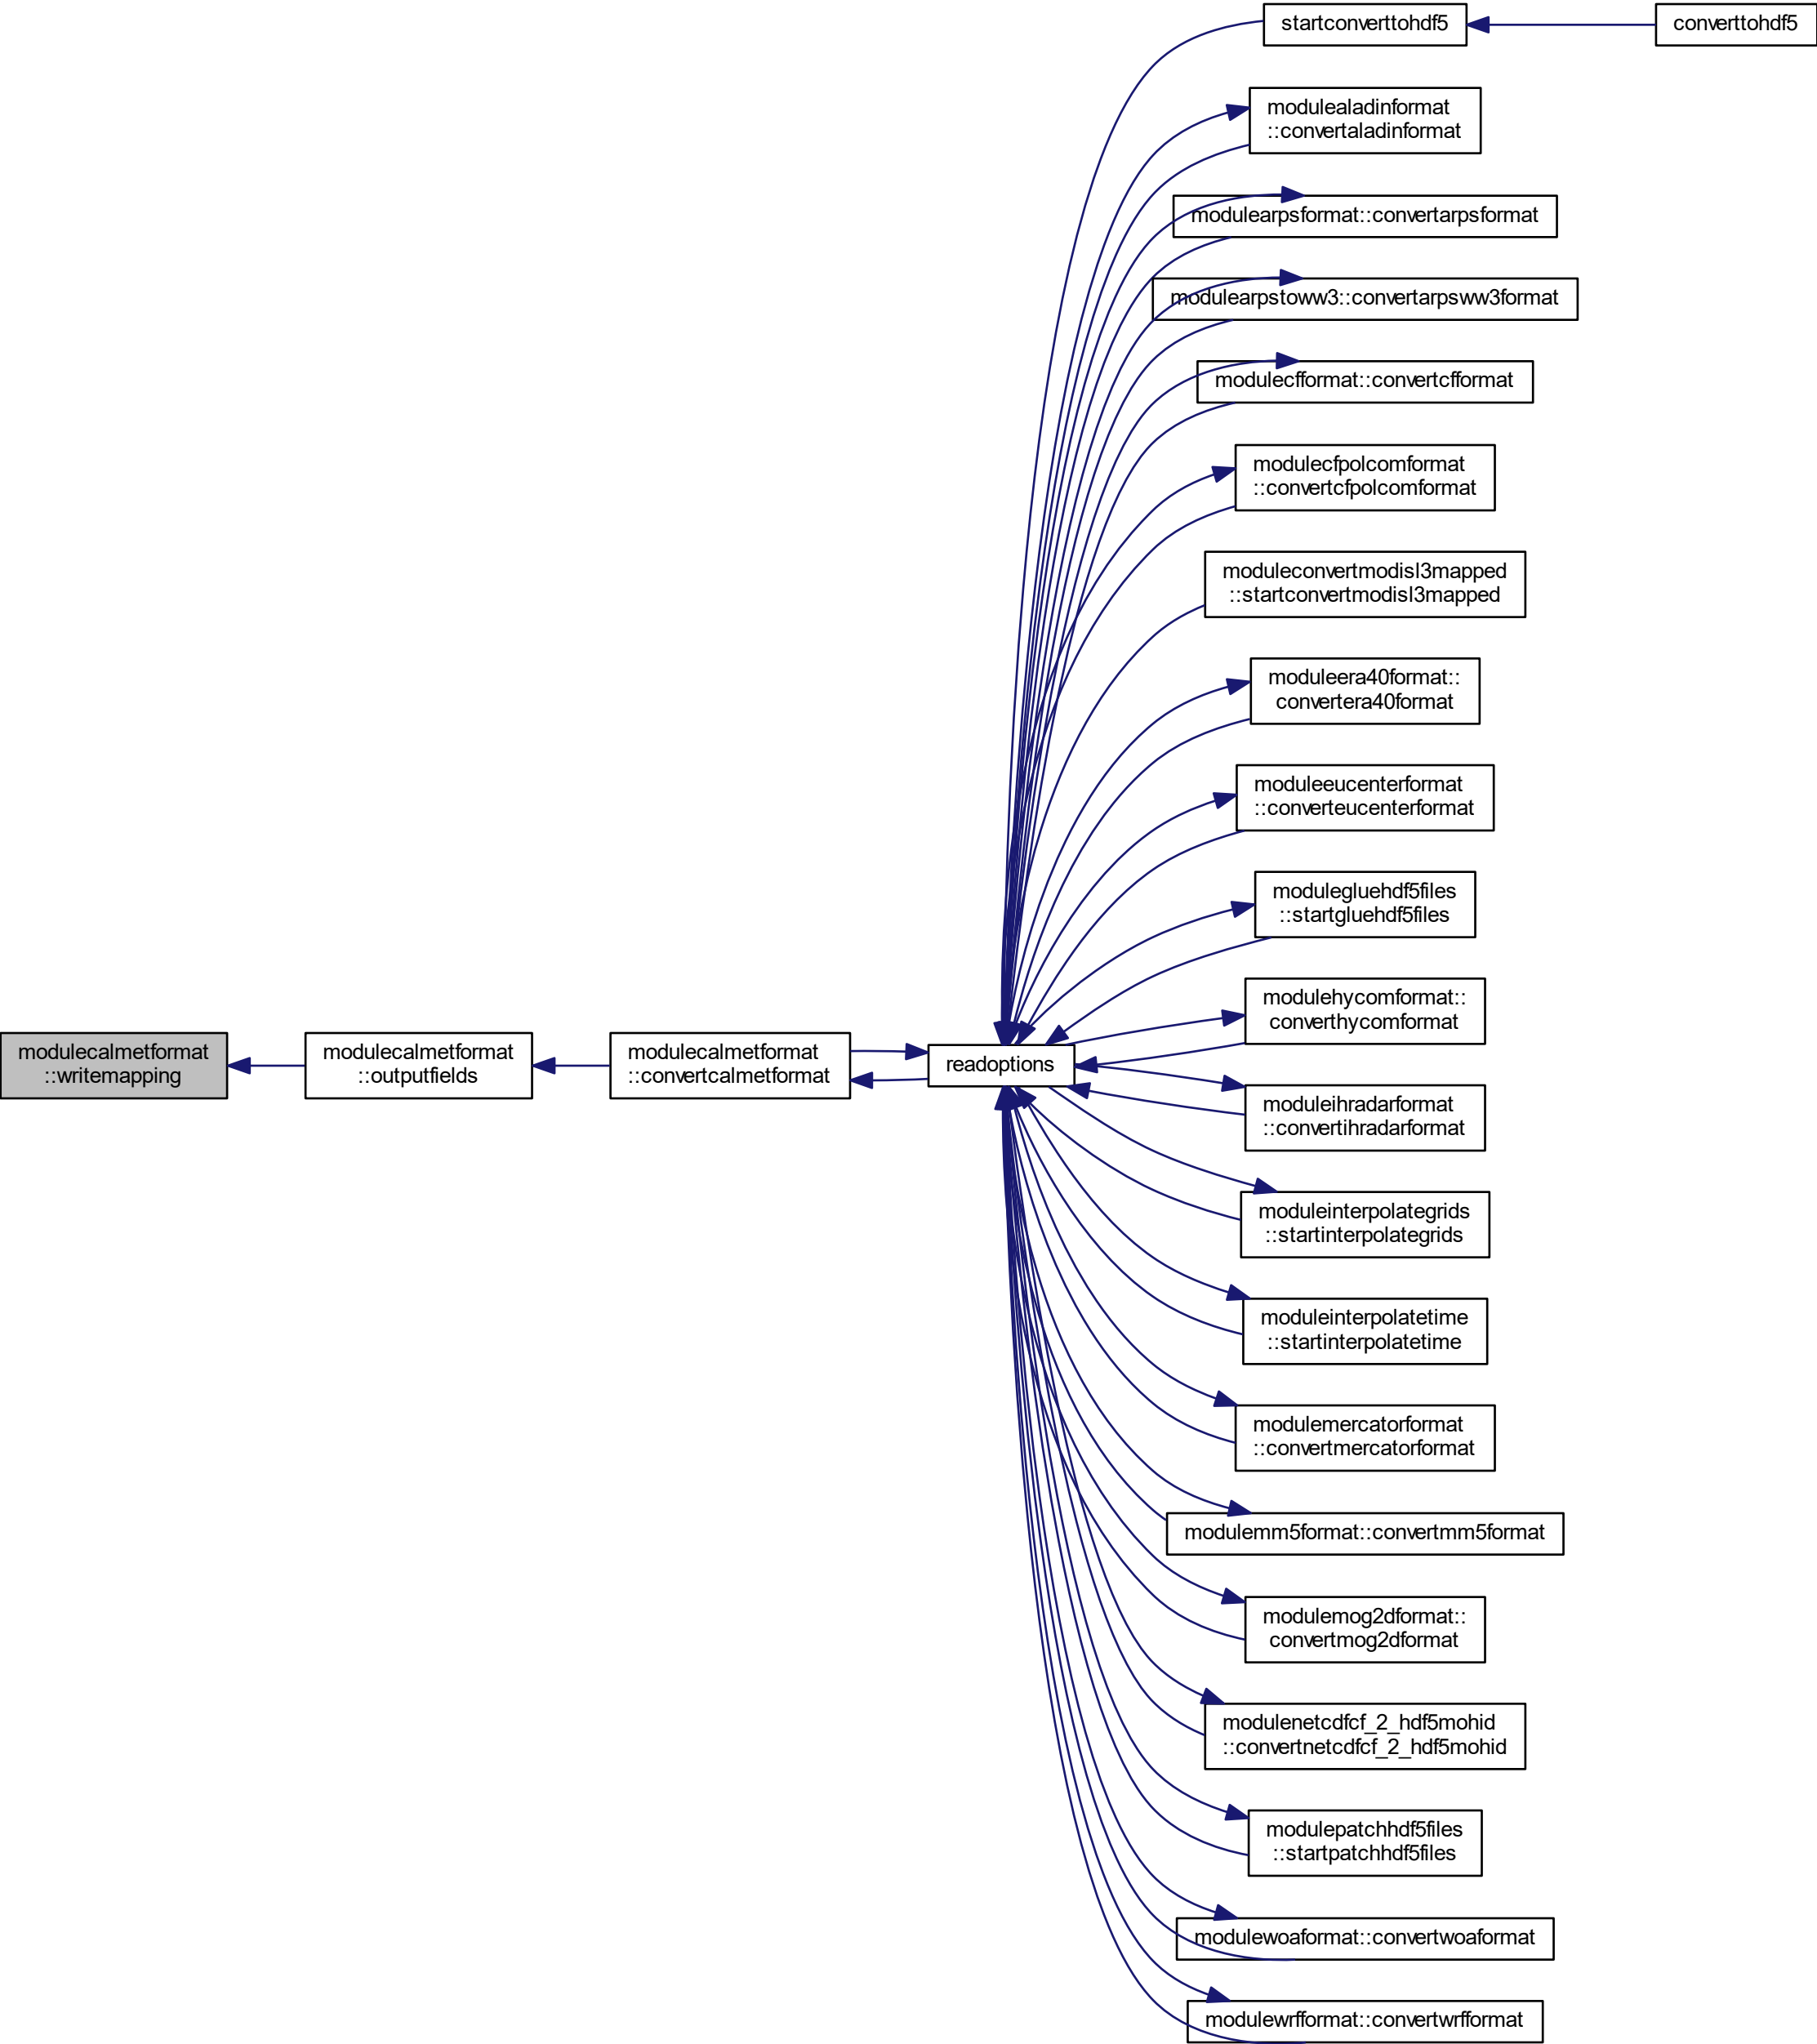 startconverttohdf5
converttohdf5
modulealadinformat
::convertaladinformat
modulearpsformat::convertarpsformat
modulearpstoww3::convertarpsww3format
modulecfformat::convertcfformat
modulecfpolcomformat
::convertcfpolcomformat
moduleconvertmodisl3mapped
::startconvertmodisl3mapped
moduleera40format::
convertera40format
moduleeucenterformat
::converteucenterformat
modulegluehdf5files
::startgluehdf5files
modulehycomformat::
converthycomformat
modulecalmetformat
::writemapping
modulecalmetformat
::outputfields
modulecalmetformat
::convertcalmetformat
readoptions
moduleihradarformat
::convertihradarformat
moduleinterpolategrids
::startinterpolategrids
moduleinterpolatetime
::startinterpolatetime
modulemercatorformat
::convertmercatorformat
modulemm5format::convertmm5format
modulemog2dformat::
convertmog2dformat
modulenetcdfcf_2_hdf5mohid
::convertnetcdfcf_2_hdf5mohid
modulepatchhdf5files
::startpatchhdf5files
modulewoaformat::convertwoaformat
modulewrfformat::convertwrfformat